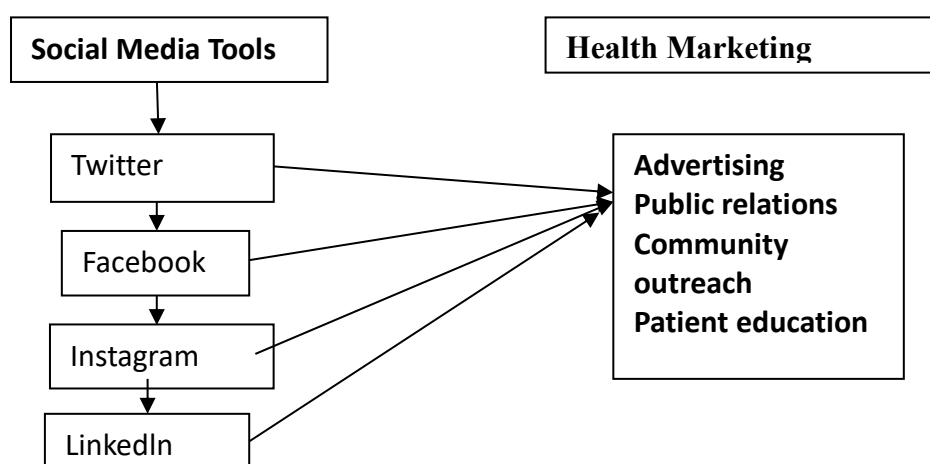 Social Media Tools
Health Marketing
Twitter
Facebook
Instagram
LinkedIn
Advertising
Public relations
Community
outreach
Patient education